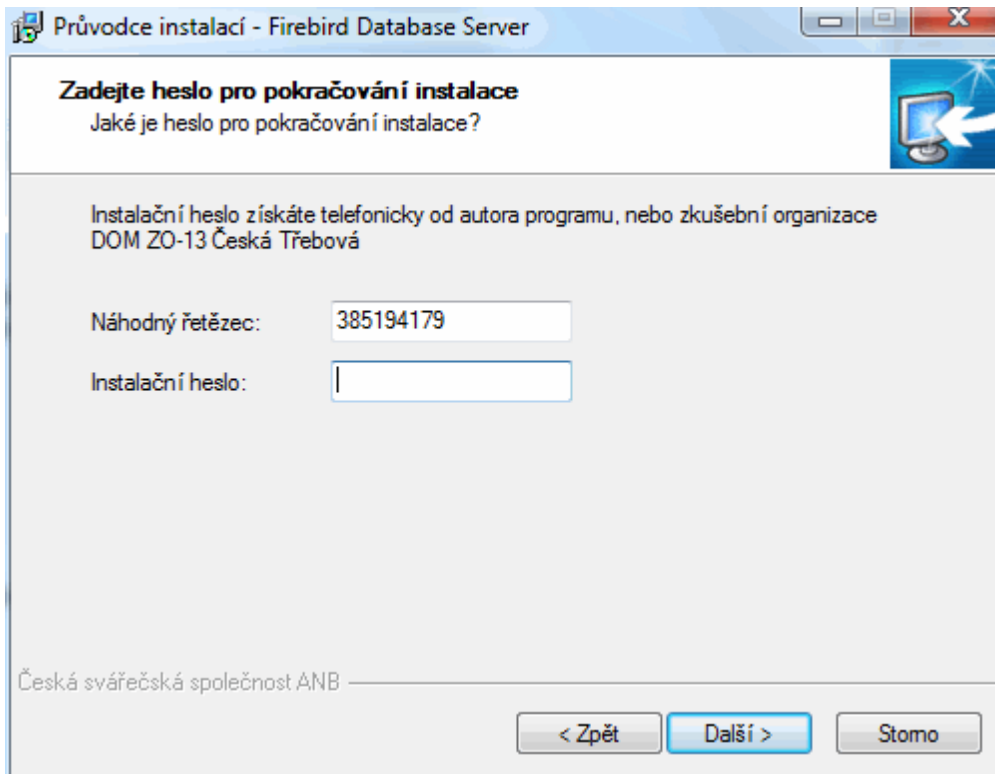 Průvodce instalací - Firebird Database Server
Zadejte heslo pro pokračování instalace
Jaké je heslo pro pokračování instalace?
Instalační heslo získáte telefonicky od autora programu, nebo zkušební organizace
DOM ZO-13 Česká Třebová
Náhodný řetězec: 385194179
Instalační heslo:
Česká svářečská společnost ANB
< Zpět Další > Storno